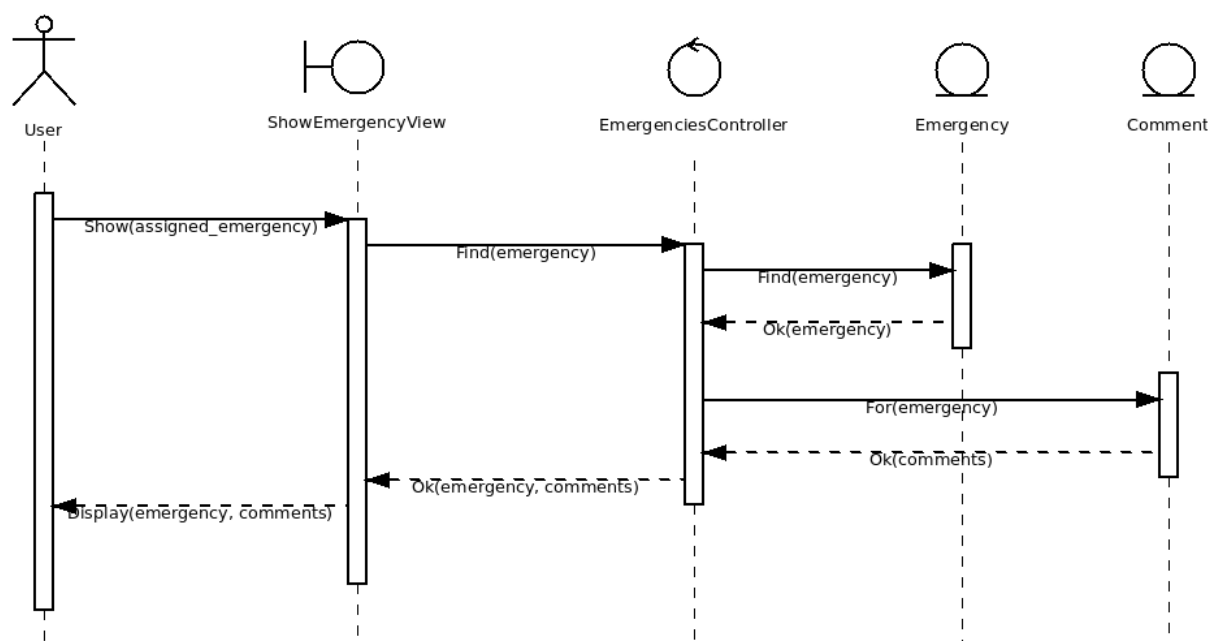 User
ShowEmergencyView
EmergenciesController
Emergency
Comment
Show(assigned_emergency)
Find(emergency)
Find(emergency)
Ok(emergency)
For(emergency)
Ok(comments)
Ok(emergency, comments)
Display(emergency, comments)